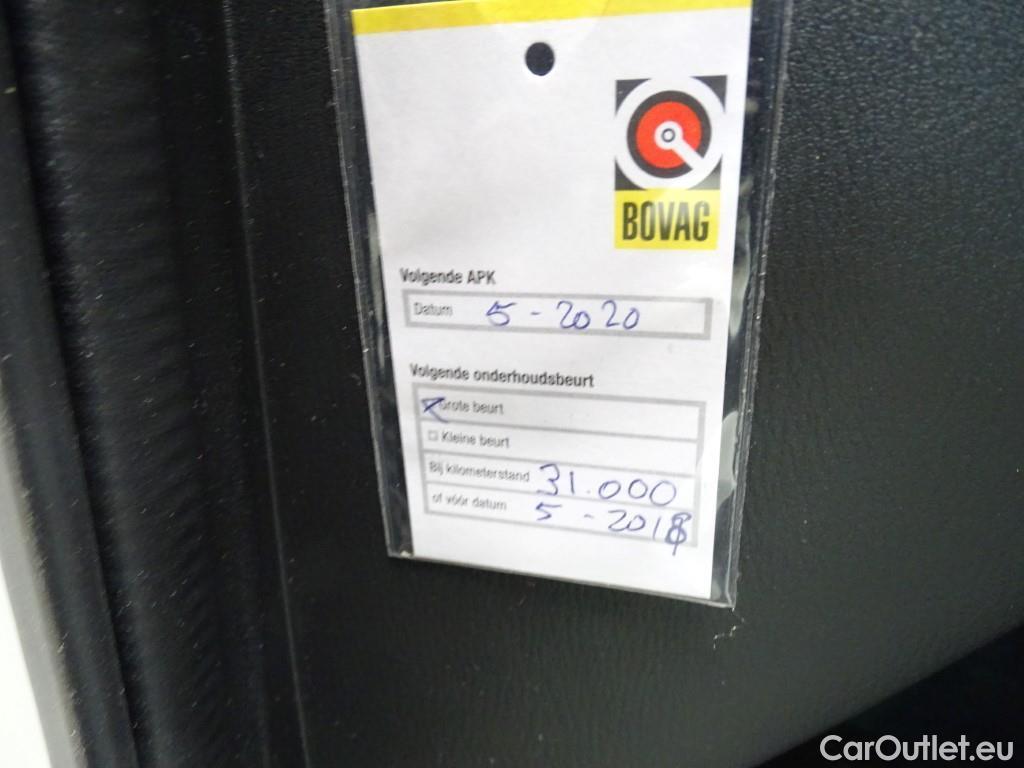 BOVAG
Volgende APK
Datum 5 - 2020
Volgende onderhoudsbeurt
Grote beurt
Kleine beurt
Bij kilometerstand 31.000
of vóór datum 5 - 2018
CarOutlet.eu